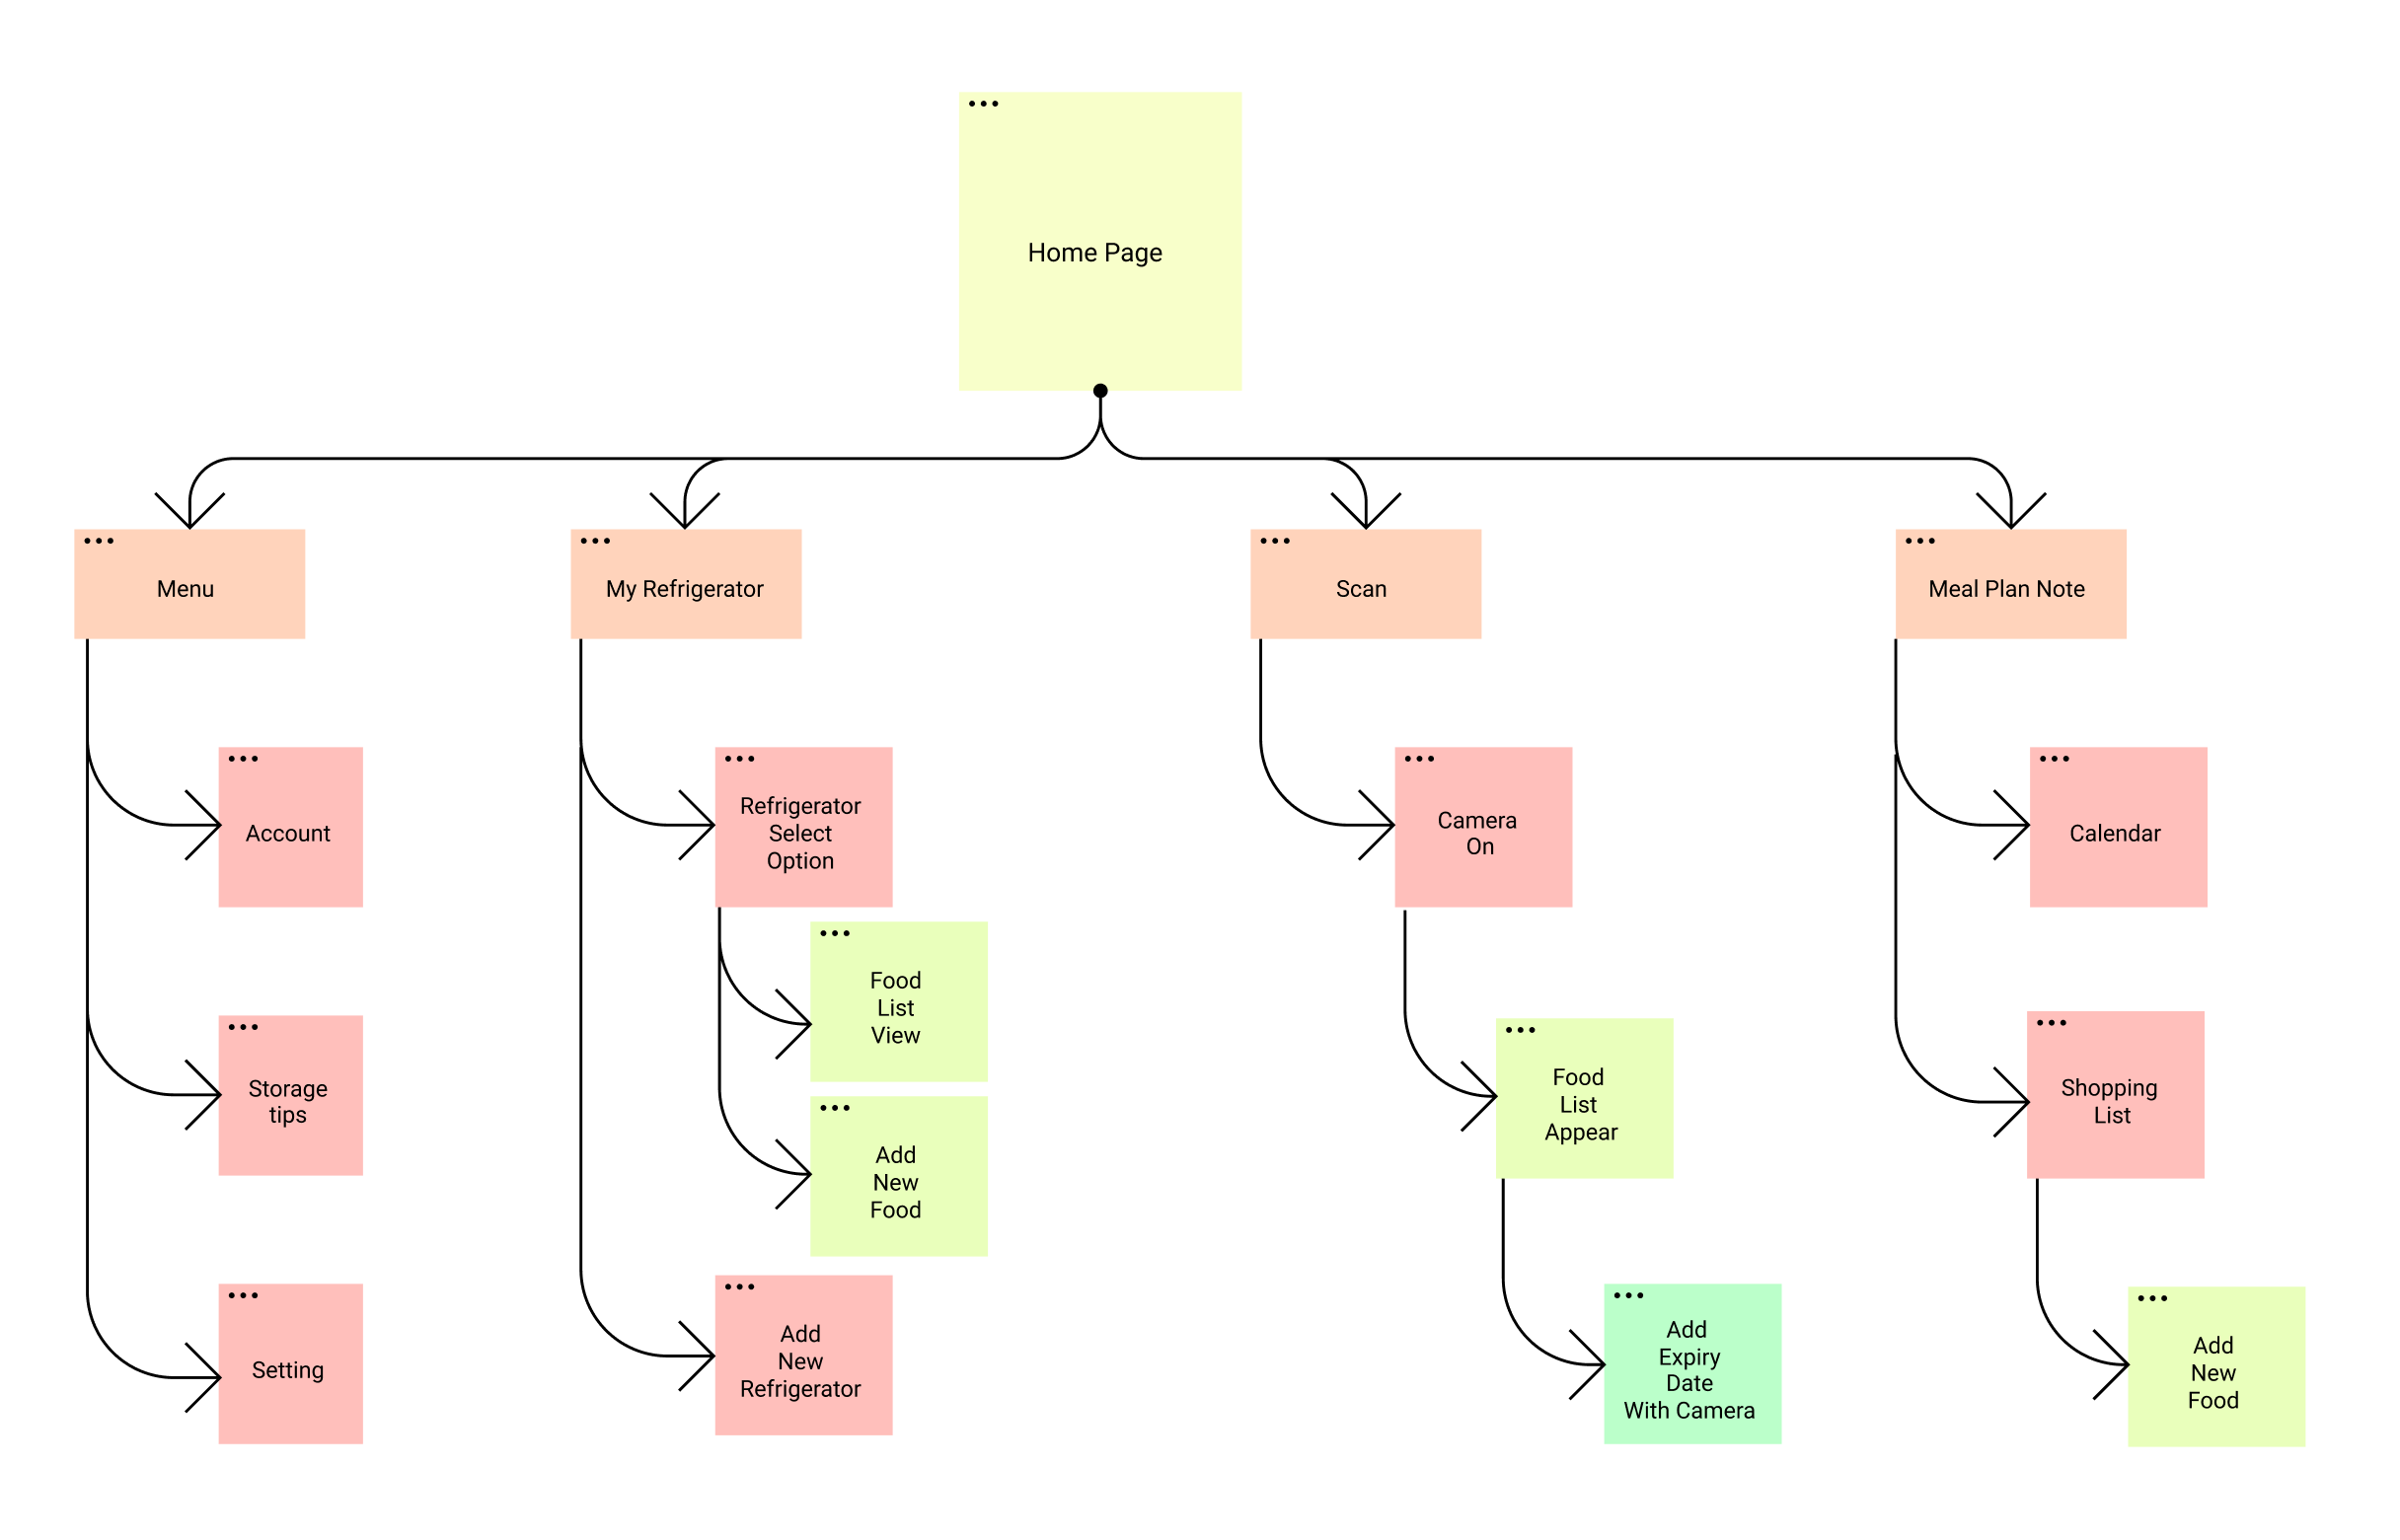 Home Page
Menu
My Refrigerator
Scan
Meal Plan Note
Account
Refrigerator
Select
Option
Camera
On
Calendar
Food
List
View
Storage
tips
Add
New
Food
Food
List
Appear
Shopping
List
Setting
Add
New
Refrigerator
Add
Expiry
Date
With Camera
Add
New
Food